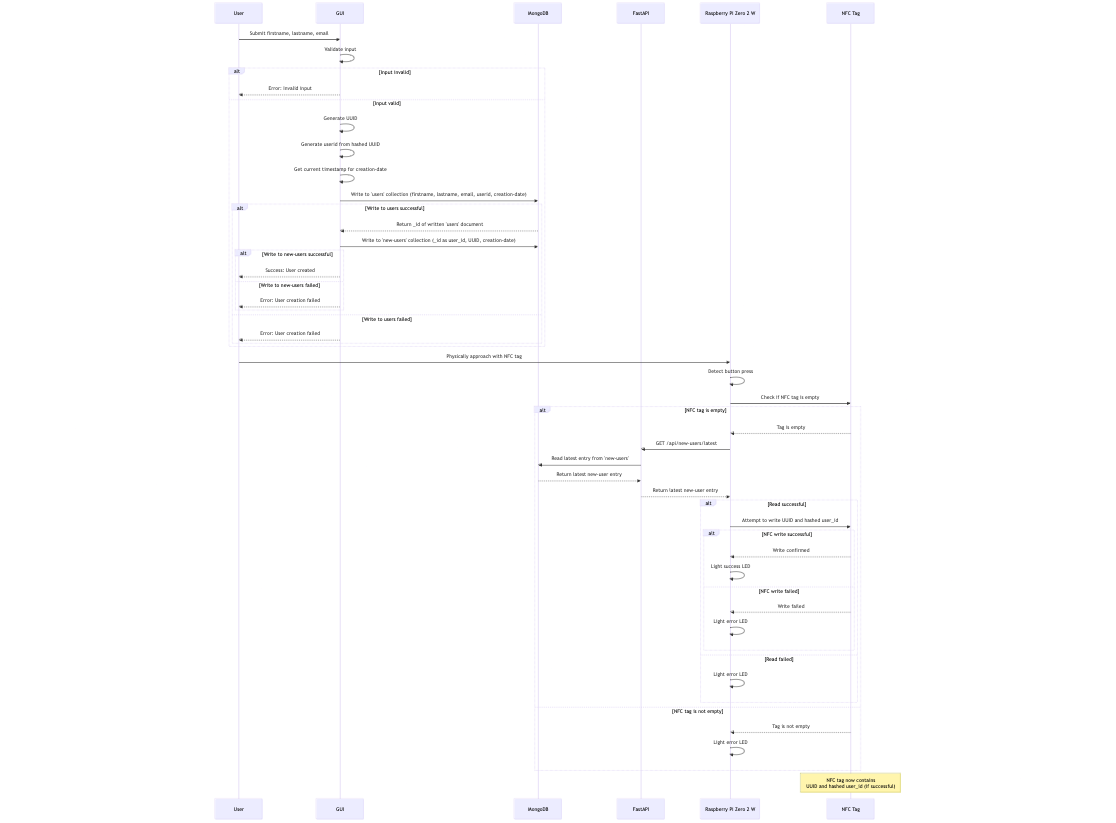 User GUI MongoDB FastAPI Raspberry Pi Zero 2 W NFC Tag
Submit firstname, lastname, email
Validate input
alt [Input invalid]
Error: Invalid input
[Input valid]
Generate UUID
Generate userid from hashed UUID
Get current timestamp for creation-date
Write to 'users' collection (firstname, lastname, email, userid, creation-date)
alt [Write to users successful]
Return _id of written 'users' document
Write to 'new-users' collection (_id as user_id, UUID, creation-date)
alt [Write to new-users successful]
Success: User created
[Write to new-users failed]
Error: User creation failed
[Write to users failed]
Error: User creation failed
Physically approach with NFC tag
Detect button press
Check if NFC tag is empty
alt [NFC tag is empty]
Tag is empty
GET /api/new-users/latest
Read latest entry from 'new-users'
Return latest new-user entry
Return latest new-user entry
alt [Read successful]
Attempt to write UUID and hashed user_id
alt [NFC write successful]
Write confirmed
Light success LED
[NFC write failed]
Write failed
Light error LED
[Read failed]
Light error LED
[NFC tag is not empty]
Tag is not empty
Light error LED
NFC tag now contains
UUID and hashed user_id (if successful)
User GUI MongoDB FastAPI Raspberry Pi Zero 2 W NFC Tag